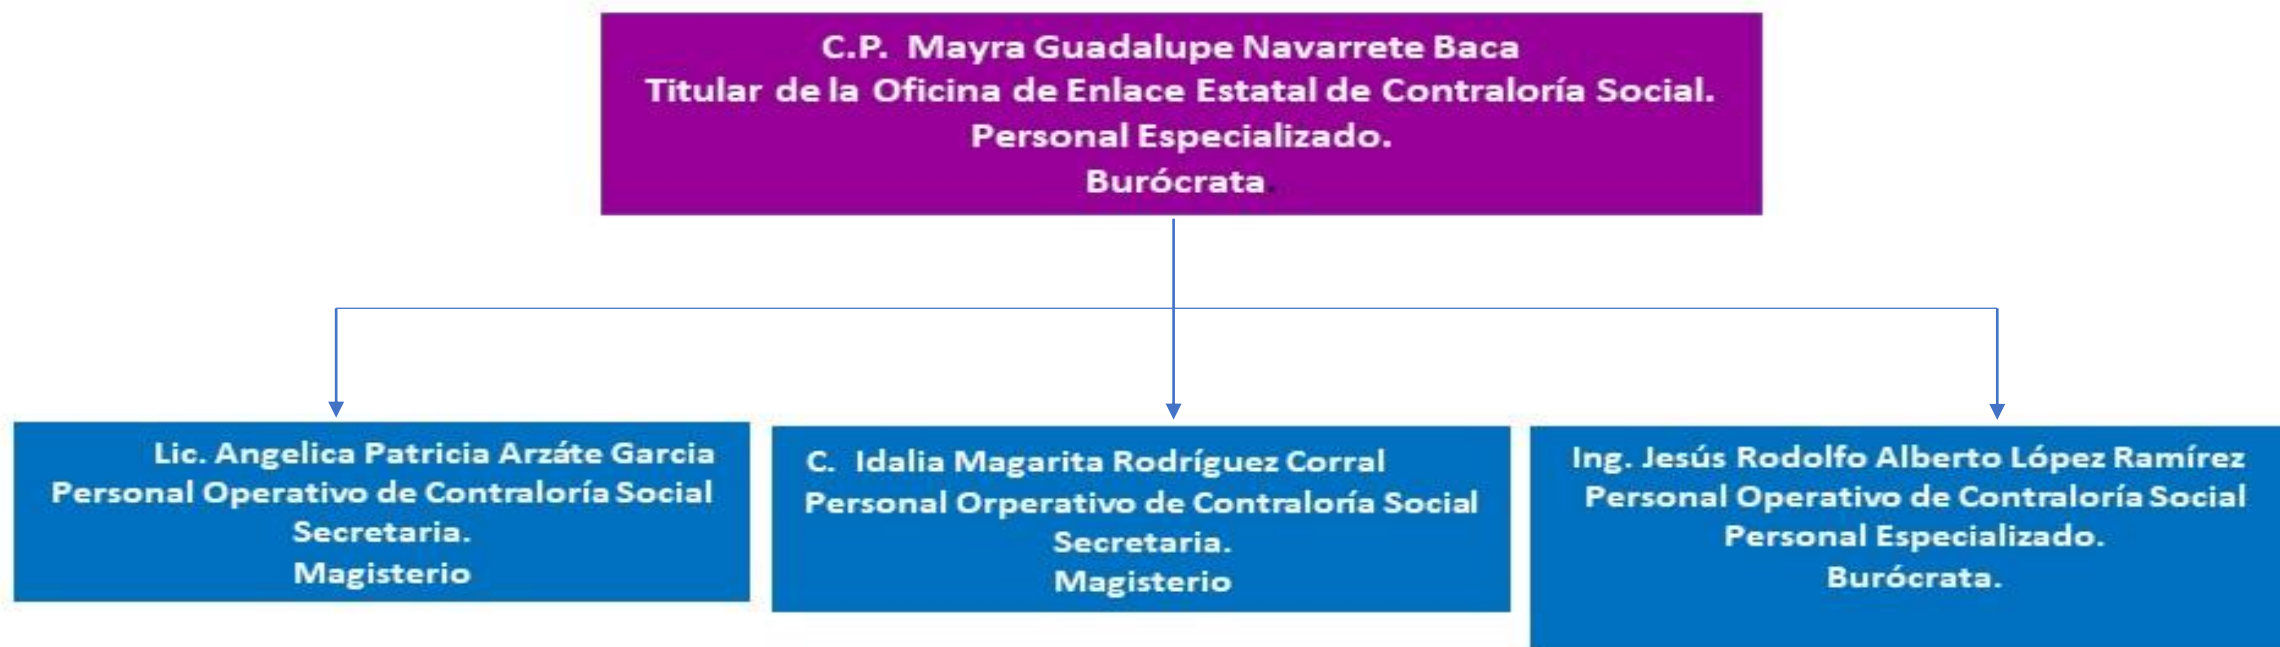 C.P. Mayra Guadalupe Navarrete Baca
Titular de la Oficina de Enlace Estatal de Contraloría Social.
Personal Especializado.
Burócrata.
Lic. Angelica Patricia Arzáte Garcia
Personal Operativo de Contraloría Social
Secretaria.
Magisterio
C. Idalia Magarita Rodríguez Corral
Personal Orperativo de Contraloría Social
Secretaria.
Magisterio
Ing. Jesús Rodolfo Alberto López Ramírez
Personal Operativo de Contraloría Social
Personal Especializado.
Burócrata.